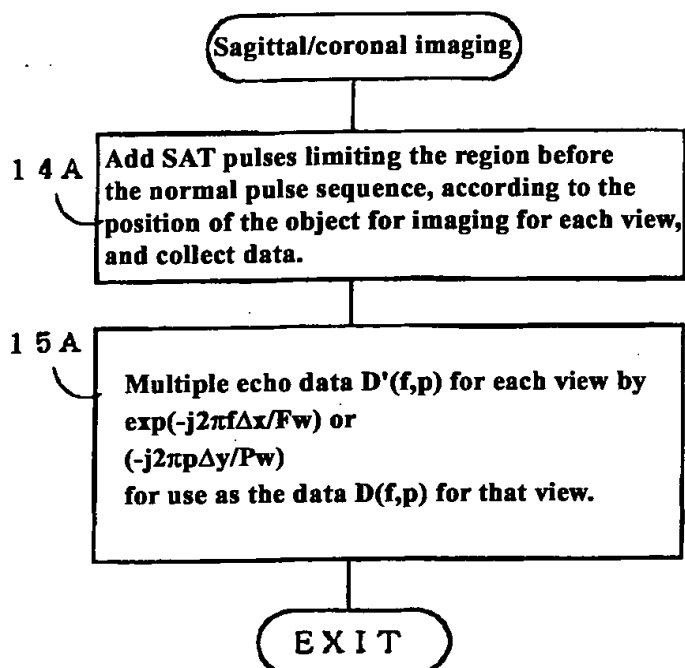 Sagittal/coronal imaging
14A
Add SAT pulses limiting the region before
the normal pulse sequence, according to the
position of the object for imaging for each view,
and collect data.
15A
Multiple echo data D'(f,p) for each view by
exp(-j2πfΔx/Fw) or
(-j2πpΔy/Pw)
for use as the data D(f,p) for that view.
EXIT